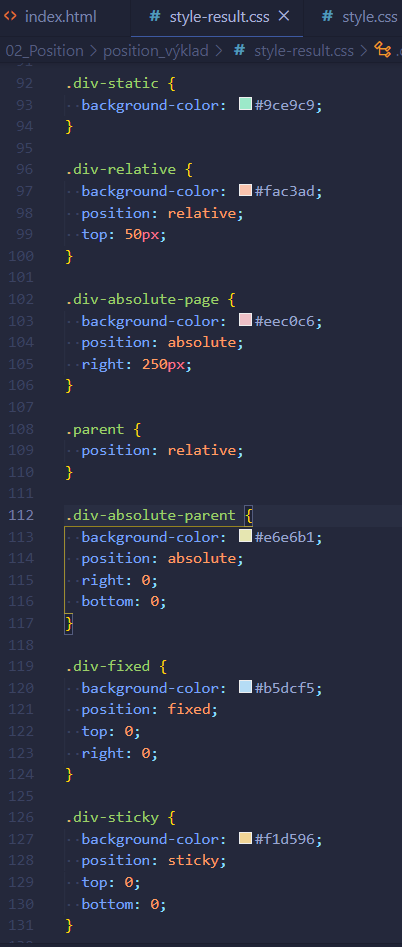 index.html # style-result.css # style.css
02_Position > position_výklad > # style-result.css >
92 .div-static {
93 background-color: #9ce9c9;
94 }
95
96 .div-relative {
97 background-color: #fac3ad;
98 position: relative;
99 top: 50px;
100 }
101
102 .div-absolute-page {
103 background-color: #eec0c6;
104 position: absolute;
105 right: 250px;
106 }
107
108 .parent {
109 position: relative;
110 }
111
112 .div-absolute-parent {
113 background-color: #e6e6b1;
114 position: absolute;
115 right: 0;
116 bottom: 0;
117 }
118
119 .div-fixed {
120 background-color: #b5dcf5;
121 position: fixed;
122 top: 0;
123 right: 0;
124 }
125
126 .div-sticky {
127 background-color: #f1d596;
128 position: sticky;
129 top: 0;
130 bottom: 0;
131 }